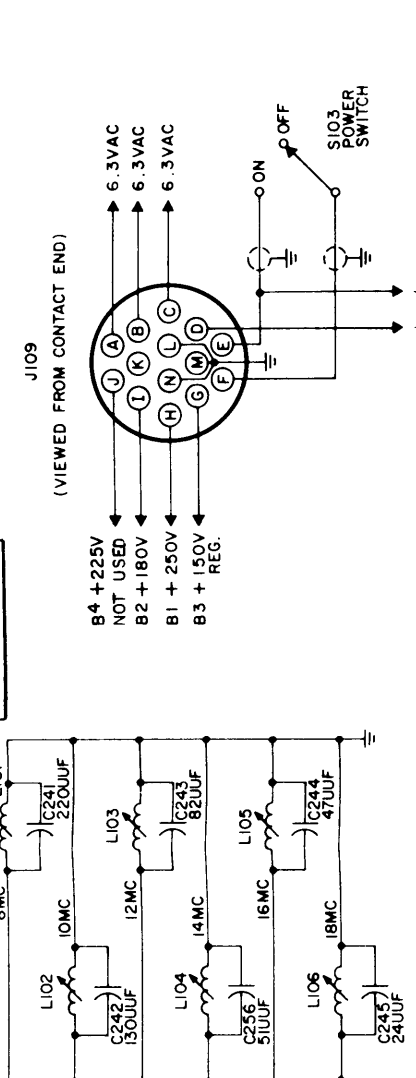 J109
(VIEWED FROM CONTACT END)
6.3VAC
6.3VAC
6.3VAC
A
B
C
D
E
F
G
H
I
J
K
L
M
N
ON
OFF
S103
POWER
SWITCH
B4 +225V
NOT USED
B2 +180V
B1 +250V
B3 +150V
REG.
C241
220UUF
8MC
L102
10MC
C242
130UUF
L103
12MC
C243
82UUF
L104
14MC
C256
51UUF
L105
16MC
C244
47UUF
L106
18MC
C245
24UUF